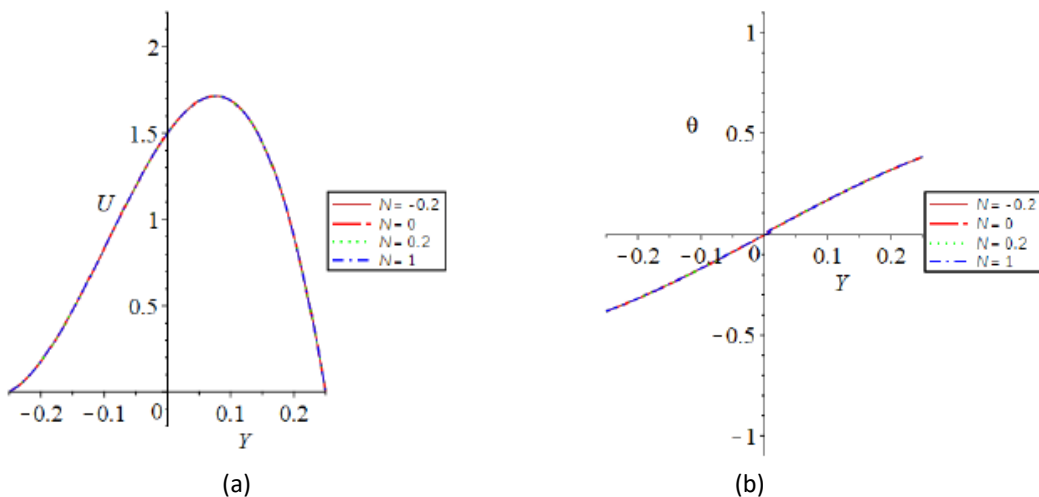 2
1.5
U
1
0.5
-0.2 -0.1 0 0.1 0.2
Y
N = -0.2
N = 0
N = 0.2
N = 1
(a)
1
θ
0.5
-0.2 -0.1 0 0.1
Y
-0.5
-1
N = -0.2
N = 0
N = 0.2
N = 1
(b)